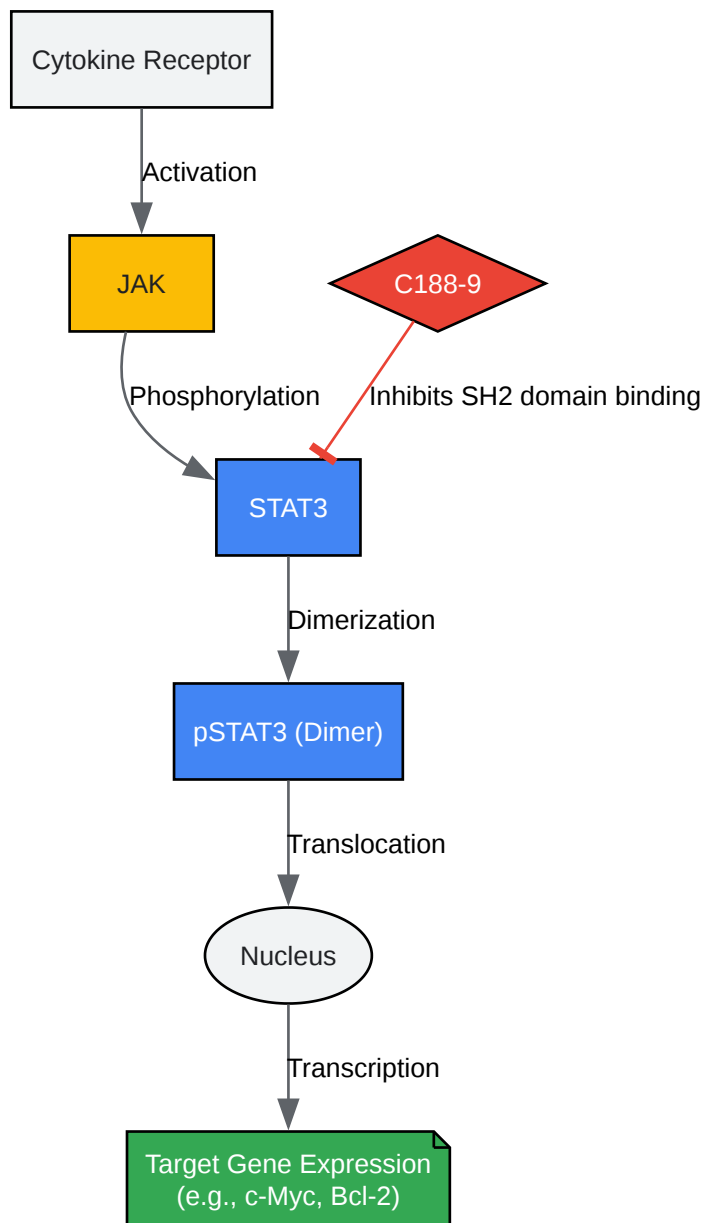 Cytokine Receptor
Activation
JAK
C188-9
Phosphorylation
Inhibits SH2 domain binding
STAT3
Dimerization
pSTAT3 (Dimer)
Translocation
Nucleus
Transcription
Target Gene Expression
(e.g., c-Myc, Bcl-2)